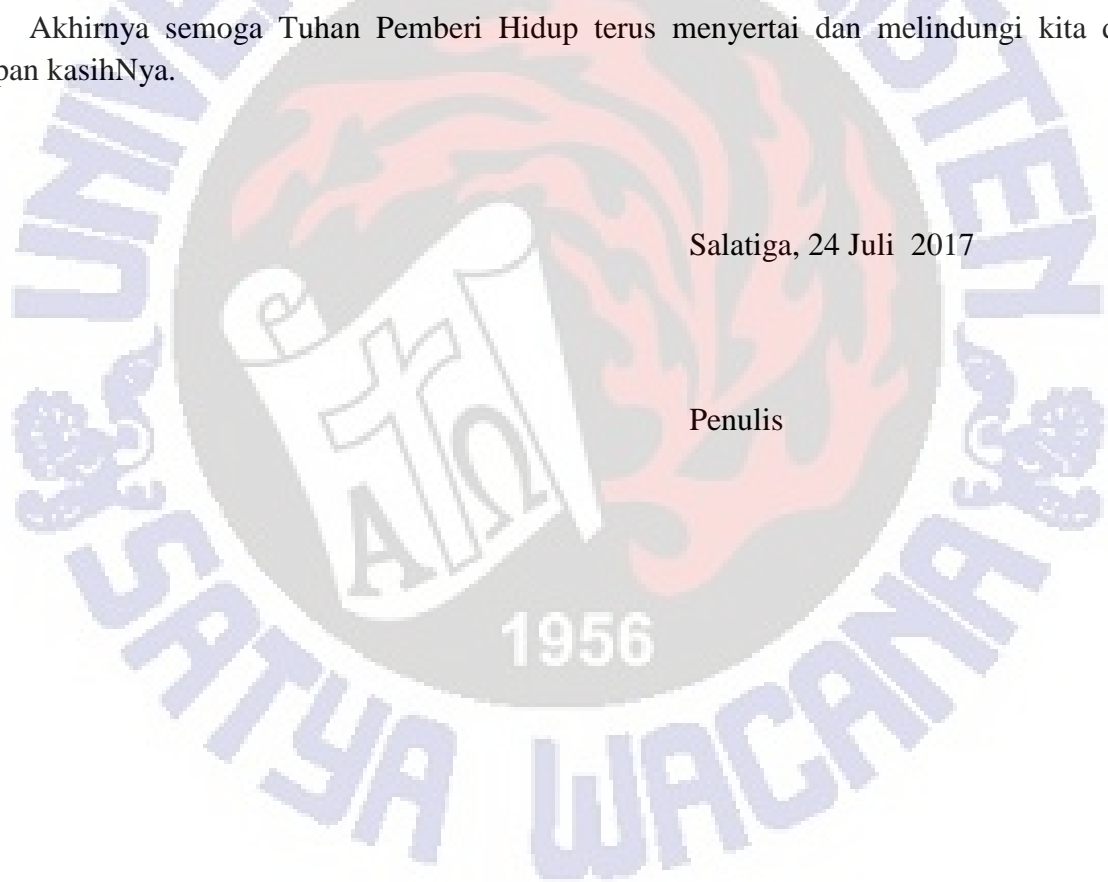 Akhirnya semoga Tuhan Pemberi Hidup terus menyertai dan melindungi kita
kasihNya.
Salatiga, 24 Juli 2017
Penulis
Α Ω
1956
SATYA WACANA